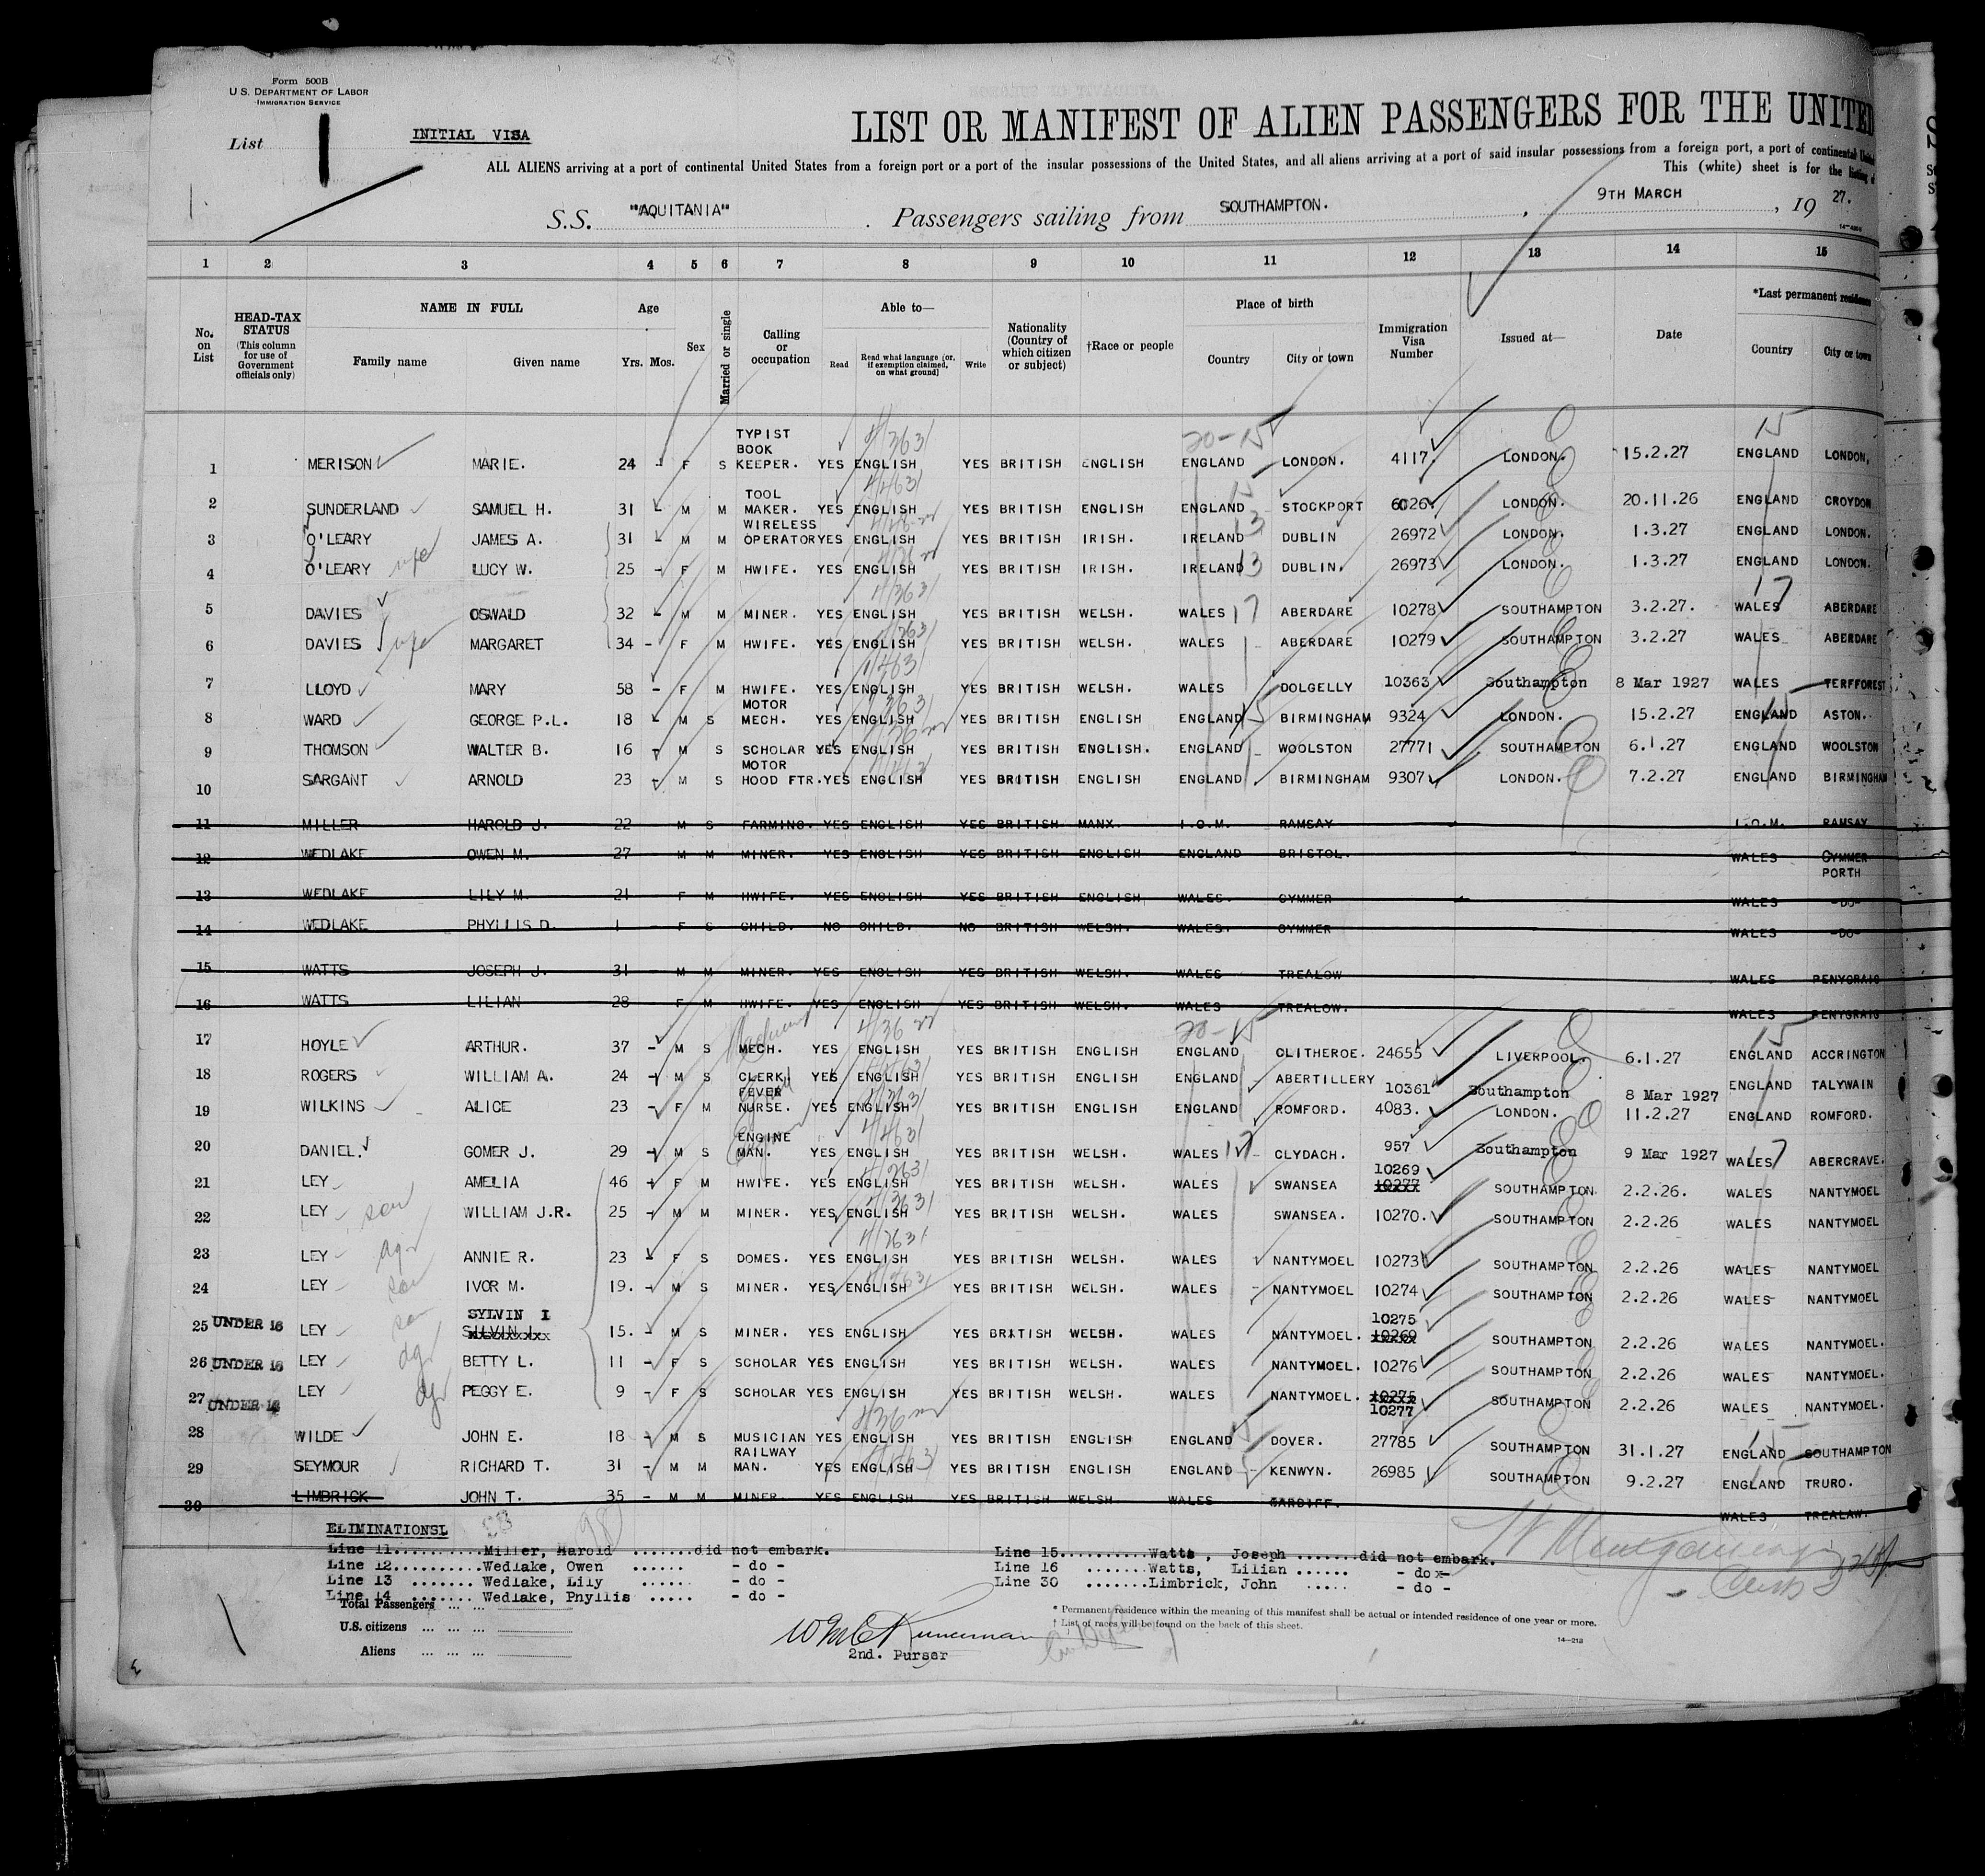 Form 500B
U. S. DEPARTMENT OF LABOR
IMMIGRATION SERVICE
List 1
INITIAL VISA
LIST OR MANIFEST OF ALIEN PASSENGERS FOR THE UNITED
ALL ALIENS arriving at a port of continental United States from a foreign port or a port of the insular possessions of the United States, and all aliens arriving at a port of said insular possessions from a foreign port, a port of continental
This (white) sheet is for the listing of
S.S. "AQUITANIA". Passengers sailing from SOUTHAMPTON. , 9TH MARCH , 19 27.
1 2 3 4 5 6 7 8 9 10 11 12 13 14 15
No. on List
HEAD-TAX STATUS (This column for use of Government officials only)
NAME IN FULL Family name Given name
Age Yrs. Mos.
Sex
Married or single
Calling or occupation
Able to— Read Read what language [or, if exemption claimed, on what ground] Write
Nationality (Country of which citizen or subject)
†Race or people
Place of birth Country City or town
Immigration Visa Number
Issued at—
Date
*Last permanent residence Country City or town
1 MERISON MARIE. 24 - F S TYPIST BOOK KEEPER. YES ENGLISH YES BRITISH ENGLISH ENGLAND LONDON. 4117. LONDON. 15.2.27 ENGLAND LONDON.
2 SUNDERLAND SAMUEL H. 31 - M M TOOL MAKER. YES ENGLISH YES BRITISH ENGLISH ENGLAND STOCKPORT 6026. LONDON. 20.11.26 ENGLAND CROYDON
3 O'LEARY JAMES A. 31 - M M WIRELESS OPERATOR YES ENGLISH YES BRITISH IRISH. IRELAND DUBLIN 26972 LONDON. 1.3.27 ENGLAND LONDON.
4 O'LEARY wife LUCY W. 25 - F M HWIFE. YES ENGLISH YES BRITISH IRISH. IRELAND DUBLIN. 26973 LONDON. 1.3.27 ENGLAND LONDON.
5 DAVIES OSWALD 32 - M M MINER. YES ENGLISH YES BRITISH WELSH. WALES 17 ABERDARE 10278 SOUTHAMPTON 3.2.27. WALES 17 ABERDARE
6 DAVIES wife MARGARET 34 - F M HWIFE. YES ENGLISH YES BRITISH WELSH. WALES ABERDARE 10279 SOUTHAMPTON 3.2.27 WALES ABERDARE
7 LLOYD MARY 58 - F M HWIFE. YES ENGLISH YES BRITISH WELSH. WALES DOLGELLY 10363 Southampton 8 Mar 1927 WALES TERFFOREST
8 WARD GEORGE P.L. 18 - M S MOTOR MECH. YES ENGLISH YES BRITISH ENGLISH ENGLAND BIRMINGHAM 9324 LONDON. 15.2.27 ENGLAND ASTON.
9 THOMSON WALTER B. 16 - M S SCHOLAR YES ENGLISH YES BRITISH ENGLISH. ENGLAND WOOLSTON 27771 SOUTHAMPTON 6.1.27 ENGLAND WOOLSTON
10 SARGANT ARNOLD 23 - M S MOTOR HOOD FTR. YES ENGLISH YES BRITISH ENGLISH ENGLAND BIRMINGHAM 9307 LONDON. 7.2.27 ENGLAND BIRMINGHAM
11 MILLER HAROLD J. 22 - M S FARMING. YES ENGLISH YES BRITISH MANX. I.O.M. RAMSAY I.O.M. RAMSAY
12 WEDLAKE OWEN M. 27 - M M MINER. YES ENGLISH YES BRITISH ENGLISH ENGLAND BRISTOL. WALES CYMMER PORTH
13 WEDLAKE LILY M. 21 - F M HWIFE. YES ENGLISH YES BRITISH ENGLISH WALES. CYMMER WALES -DO-
14 WEDLAKE PHYLLIS D. 1 - F S CHILD. NO CHILD. NO BRITISH WELSH. WALES. CYMMER WALES -DO-
15 WATTS JOSEPH J. 31 - M M MINER. YES ENGLISH YES BRITISH WELSH. WALES TREALOW WALES PENYGRAIG
16 WATTS LILIAN 28 - F M HWIFE. YES ENGLISH YES BRITISH WELSH. WALES TREALOW. WALES PENYGRAIG
17 HOYLE ARTHUR. 37 - M S MECH. YES ENGLISH YES BRITISH ENGLISH ENGLAND CLITHEROE. 24655 LIVERPOOL. 6.1.27 ENGLAND ACCRINGTON
18 ROGERS WILLIAM A. 24 - M S CLERK YES ENGLISH YES BRITISH ENGLISH ENGLAND ABERTILLERY 10361 Southampton 8 Mar 1927 ENGLAND TALYWAIN
19 WILKINS ALICE 23 - F M FEVER NURSE. YES ENGLISH YES BRITISH ENGLISH ENGLAND ROMFORD. 4083. LONDON. 11.2.27 ENGLAND ROMFORD.
20 DANIEL. GOMER J. 29 - M S ENGINE MAN. YES ENGLISH YES BRITISH WELSH. WALES 17 CLYDACH. 957 Southampton 9 Mar 1927 WALES 17 ABERCRAVE.
21 LEY AMELIA 46 - F M HWIFE. YES ENGLISH YES BRITISH WELSH. WALES SWANSEA 10269 10277 SOUTHAMPTON 2.2.26. WALES NANTYMOEL
22 LEY son WILLIAM J.R. 25 - M M MINER. YES ENGLISH YES BRITISH WELSH. WALES SWANSEA. 10270. SOUTHAMPTON 2.2.26 WALES NANTYMOEL
23 LEY dgr ANNIE R. 23 - F S DOMES. YES ENGLISH YES BRITISH WELSH. WALES NANTYMOEL 10273 SOUTHAMPTON 2.2.26 WALES NANTYMOEL
24 LEY son IVOR M. 19. - M S MINER. YES ENGLISH YES BRITISH WELSH. WALES NANTYMOEL 10274 SOUTHAMPTON 2.2.26 WALES NANTYMOEL
25 UNDER 16 LEY son SYLVIN I SILVIN I. 15. - M S MINER. YES ENGLISH YES BRITISH WELSH. WALES NANTYMOEL. 10275 10269 SOUTHAMPTON 2.2.26 WALES NANTYMOEL.
26 UNDER 16 LEY dgr BETTY L. 11 - F S SCHOLAR YES ENGLISH YES BRITISH WELSH. WALES NANTYMOEL. 10276 SOUTHAMPTON 2.2.26 WALES NANTYMOEL.
27 UNDER 16 LEY dgr PEGGY E. 9 - F S SCHOLAR YES ENGLISH YES BRITISH WELSH. WALES NANTYMOEL. 10275 10277 SOUTHAMPTON 2.2.26 WALES NANTYMOEL.
28 WILDE JOHN E. 18 - M S MUSICIAN YES ENGLISH YES BRITISH ENGLISH ENGLAND DOVER. 27785 SOUTHAMPTON 31.1.27 ENGLAND SOUTHAMPTON
29 SEYMOUR RICHARD T. 31 - M M RAILWAY MAN. YES ENGLISH YES BRITISH ENGLISH ENGLAND KENWYN. 26985 SOUTHAMPTON 9.2.27 ENGLAND TRURO.
30 LIMBRICK JOHN T. 35 - M M MINER YES ENGLISH YES BRITISH WELSH WALES CARDIFF. WALES TREALAW.
ELIMINATIONSL
Line 11..........Miller, Harold .......did not embark.
Line 12..........Wedlake, Owen ...... - do -
Line 13 ........Wedlake, Lily ...... - do -
Line 14 ........Wedlake, Phyllis ..... - do -
Line 15..........Watts , Joseph .......did not embark.
Line 16 .......Watts, Lilian ...... - do -
Line 30 .......Limbrick, John ..... - do -
Total Passengers ... ... ...
U.S. citizens ... ... ...
Aliens ... ... ...
2nd. Purser
* Permanent residence within the meaning of this manifest shall be actual or intended residence of one year or more.
† List of races will be found on the back of this sheet.
14—213